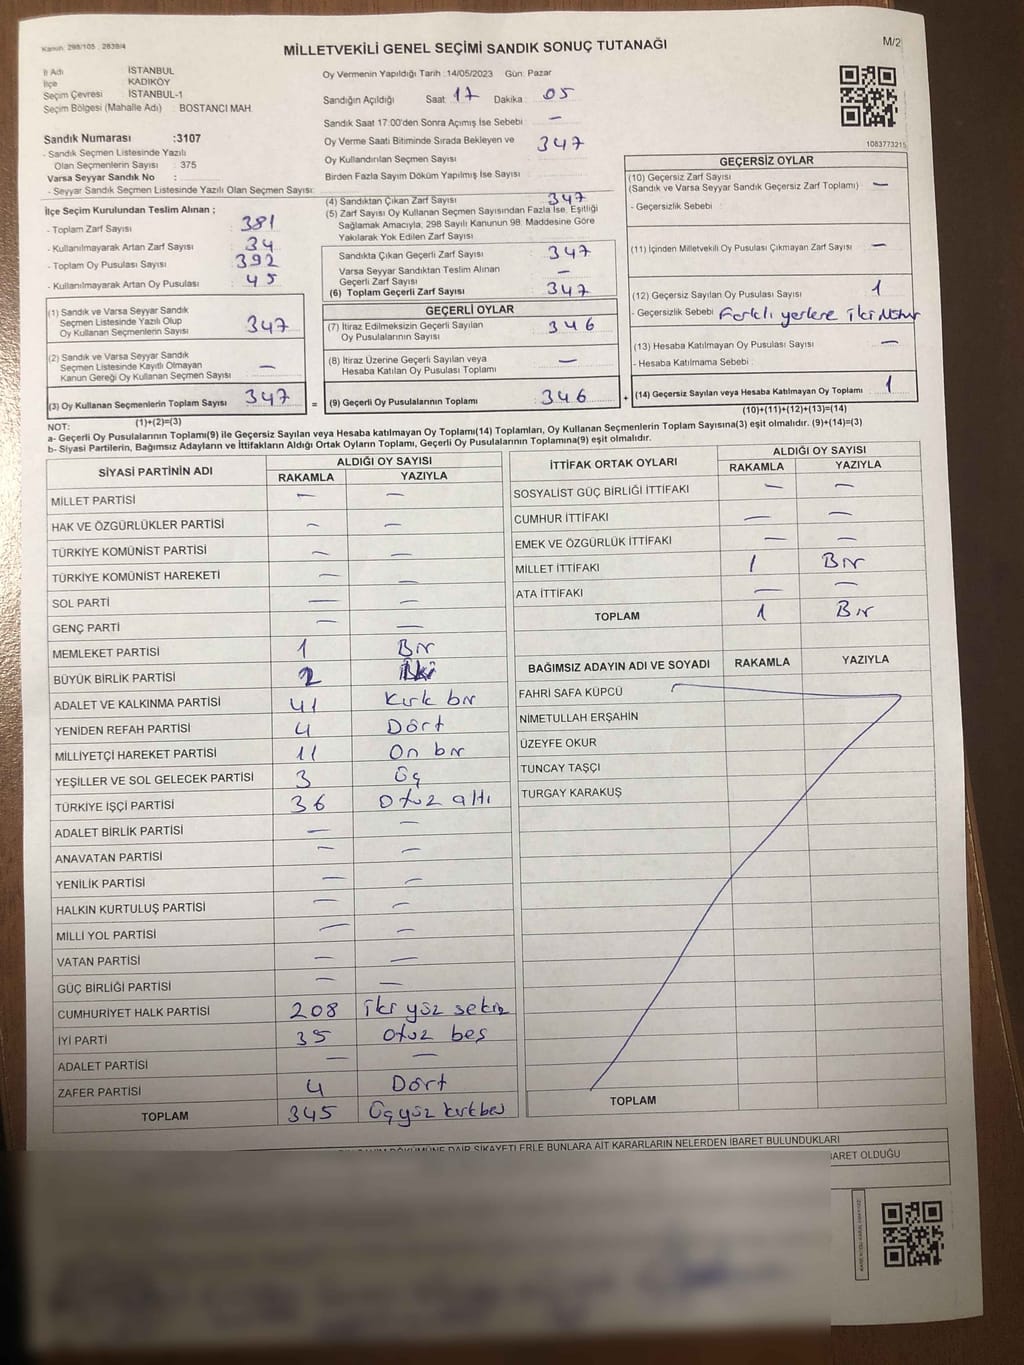 Kanun: 298/105 , 2839/4
MİLLETVEKİLİ GENEL SEÇİMİ SANDIK SONUÇ TUTANAĞI
M/2
İl Adı İSTANBUL
İlçe KADIKÖY
Seçim Çevresi İSTANBUL-1
Seçim Bölgesi (Mahalle Adı) : BOSTANCI MAH.
Oy Vermenin Yapıldığı Tarih :14/05/2023 Gün: Pazar
Sandığın Açıldığı Saat 17 Dakika 05
Sandık Saat 17:00'den Sonra Açımış İse Sebebi : —
Oy Verme Saati Bitiminde Sırada Bekleyen ve 347
Oy Kullandırılan Seçmen Sayısı
Birden Fazla Sayım Döküm Yapılmış İse Sayısı
1083773215
Sandık Numarası :3107
- Sandık Seçmen Listesinde Yazılı
Olan Seçmenlerin Sayısı : 375
Varsa Seyyar Sandık No :
- Seyyar Sandık Seçmen Listesinde Yazılı Olan Seçmen Sayısı:
İlçe Seçim Kurulundan Teslim Alınan ;
- Toplam Zarf Sayısı 381
- Kullanılmayarak Artan Zarf Sayısı 34
- Toplam Oy Pusulası Sayısı 392
- Kullanılmayarak Artan Oy Pusulası 45
(4) Sandıktan Çıkan Zarf Sayısı 347
(5) Zarf Sayısı Oy Kullanan Seçmen Sayısından Fazla İse, Eşitliği
Sağlamak Amacıyla, 298 Sayılı Kanunun 98. Maddesine Göre
Yakılarak Yok Edilen Zarf Sayısı
Sandıkta Çıkan Geçerli Zarf Sayısı 347
Varsa Seyyar Sandıktan Teslim Alınan
Geçerli Zarf Sayısı —
(6) Toplam Geçerli Zarf Sayısı 347
GEÇERSİZ OYLAR
(10) Geçersiz Zarf Sayısı —
(Sandık ve Varsa Seyyar Sandık Geçersiz Zarf Toplamı)
- Geçersizlik Sebebi :
(11) İçinden Milletvekili Oy Pusulası Çıkmayan Zarf Sayısı —
(12) Geçersiz Sayılan Oy Pusulası Sayısı 1
- Geçersizlik Sebebi Farklı yerlere iki
(13) Hesaba Katılmayan Oy Pusulası Sayısı —
- Hesaba Katılmama Sebebi :
(14) Geçersiz Sayılan veya Hesaba Katılmayan Oy Toplamı 1
(10)+(11)+(12)+(13)=(14)
(1) Sandık ve Varsa Seyyar Sandık
Seçmen Listesinde Yazılı Olup
Oy Kullanan Seçmenlerin Sayısı 347
(2) Sandık ve Varsa Seyyar Sandık
Seçmen Listesinde Kayıtlı Olmayan
Kanun Gereği Oy Kullanan Seçmen Sayısı —
(3) Oy Kullanan Seçmenlerin Toplam Sayısı 347
(1)+(2)=(3)
GEÇERLİ OYLAR
(7) İtiraz Edilmeksizin Geçerli Sayılan
Oy Pusulalarının Sayısı 346
(8) İtiraz Üzerine Geçerli Sayılan veya
Hesaba Katılan Oy Pusulası Toplamı —
= (9) Geçerli Oy Pusulalarının Toplamı 346 +
NOT:
a- Geçerli Oy Pusulalarının Toplamı(9) ile Geçersiz Sayılan veya Hesaba katılmayan Oy Toplamı(14) Toplamları, Oy Kullanan Seçmenlerin Toplam Sayısına(3) eşit olmalıdır. (9)+(14)=(3)
b- Siyasi Partilerin, Bağımsız Adayların ve İttifakların Aldığı Ortak Oyların Toplamı, Geçerli Oy Pusulalarının Toplamına(9) eşit olmalıdır.
SİYASİ PARTİNİN ADI
ALDIĞI OY SAYISI
RAKAMLA YAZIYLA
MİLLET PARTİSİ — —
HAK VE ÖZGÜRLÜKLER PARTİSİ — —
TÜRKİYE KOMÜNİST PARTİSİ — —
TÜRKİYE KOMÜNİST HAREKETİ — —
SOL PARTİ — —
GENÇ PARTİ — —
MEMLEKET PARTİSİ 1 Bir
BÜYÜK BİRLİK PARTİSİ 2 İki
ADALET VE KALKINMA PARTİSİ 41 Kırk bir
YENİDEN REFAH PARTİSİ 4 Dört
MİLLİYETÇİ HAREKET PARTİSİ 11 On bir
YEŞİLLER VE SOL GELECEK PARTİSİ 3 Üç
TÜRKİYE İŞÇİ PARTİSİ 36 Otuz altı
ADALET BİRLİK PARTİSİ — —
ANAVATAN PARTİSİ — —
YENİLİK PARTİSİ — —
HALKIN KURTULUŞ PARTİSİ — —
MİLLİ YOL PARTİSİ — —
VATAN PARTİSİ — —
GÜÇ BİRLİĞİ PARTİSİ — —
CUMHURİYET HALK PARTİSİ 208 iki yüz sekiz
İYİ PARTİ 35 Otuz beş
ADALET PARTİSİ — —
ZAFER PARTİSİ 4 Dört
TOPLAM 345 Üç yüz kırk beş
İTTİFAK ORTAK OYLARI
ALDIĞI OY SAYISI
RAKAMLA YAZIYLA
SOSYALİST GÜÇ BİRLİĞİ İTTİFAKI — —
CUMHUR İTTİFAKI — —
EMEK VE ÖZGÜRLÜK İTTİFAKI — —
MİLLET İTTİFAKI 1 Bir
ATA İTTİFAKI — —
TOPLAM 1 Bir
BAĞIMSIZ ADAYIN ADI VE SOYADI RAKAMLA YAZIYLA
FAHRİ SAFA KÜPCÜ
NİMETULLAH ERŞAHİN
ÜZEYFE OKUR
TUNCAY TAŞÇI
TURGAY KARAKUŞ
TOPLAM
DAİR ŞİKAYETLERLE BUNLARA AİT KARARLARIN NELERDEN İBARET BULUNDUKLARI
OLDUĞU